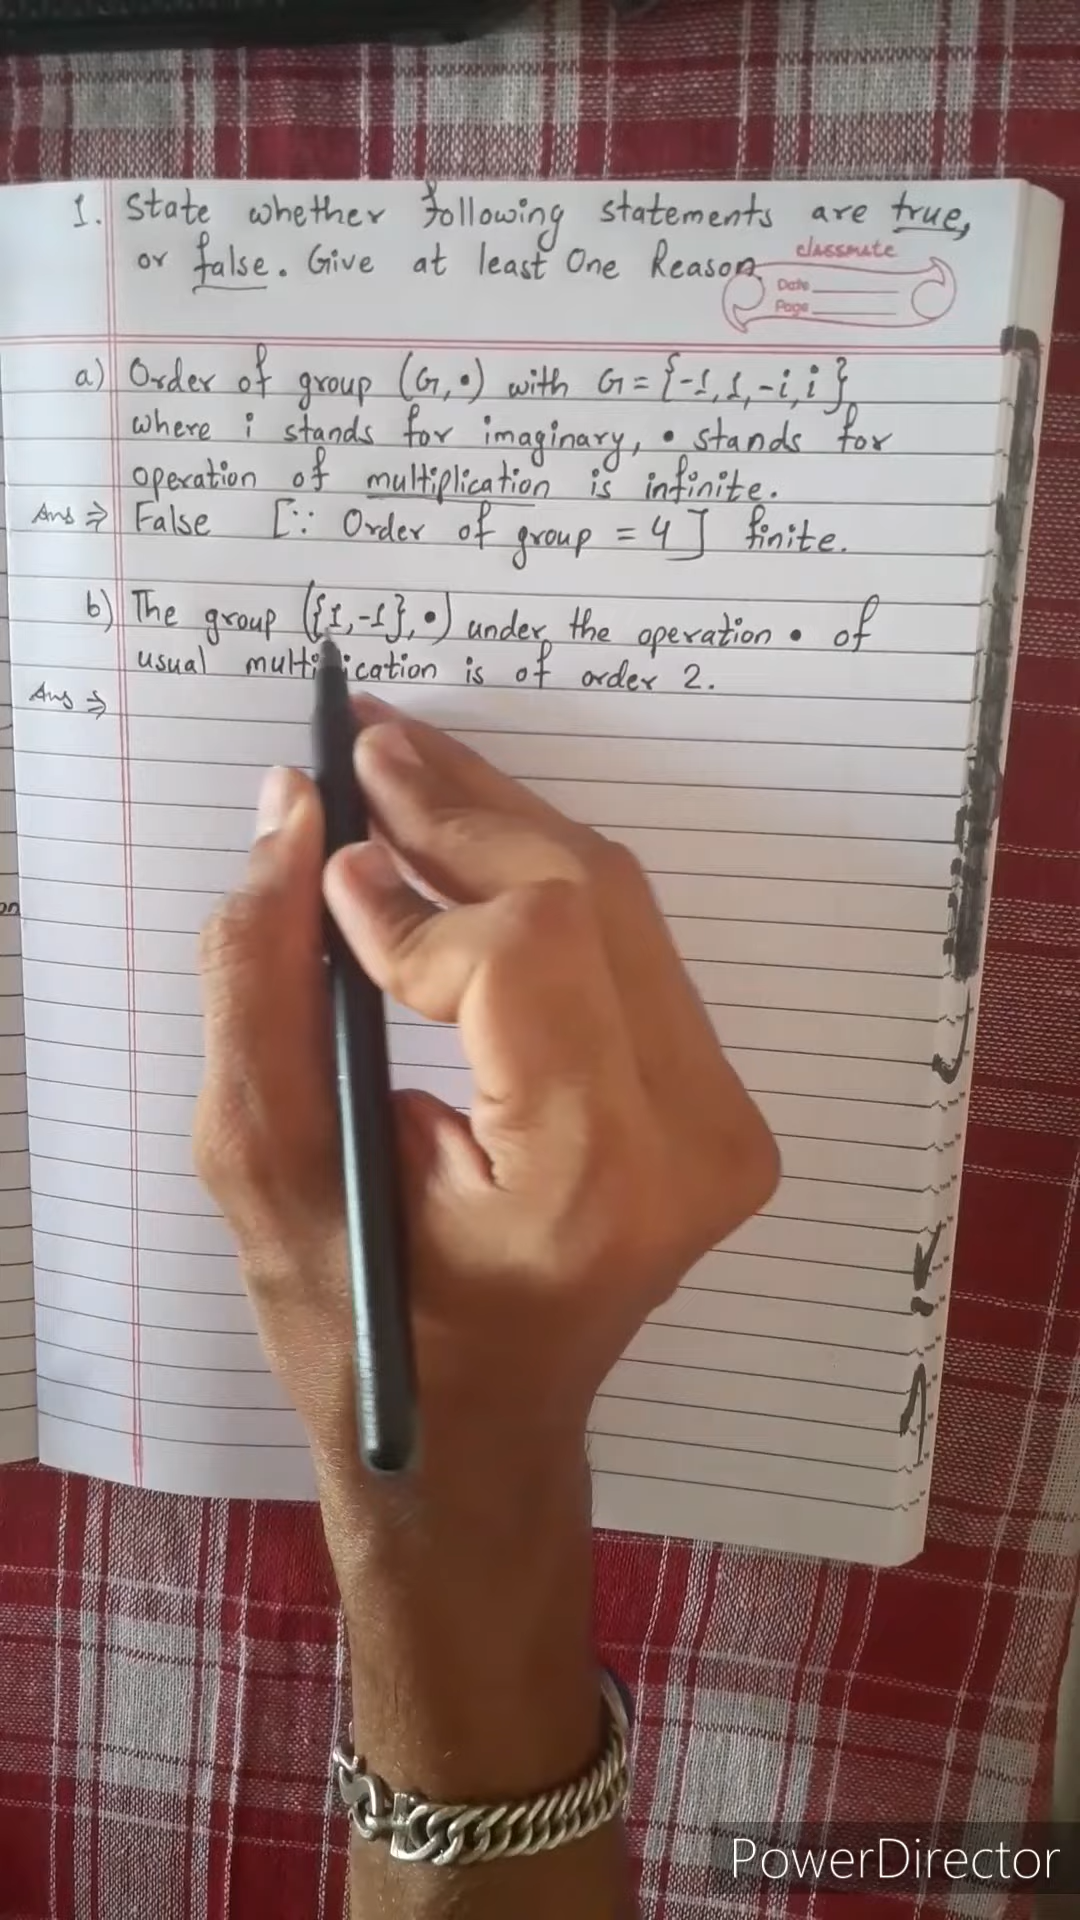 1. State whether following statements are true,
or false. Give at least One Reason
classmate
Date
Page
a) Order of group (G, •) with G = {-1, 1, -i, i}
where i stands for imaginary, • stands for
operation of multiplication is infinite.
Ans ⇒ False [∵ Order of group = 4] finite.
b) The group ({1, -1}, •) under the operation • of
usual multiplication is of order 2.
Ans ⇒
PowerDirector